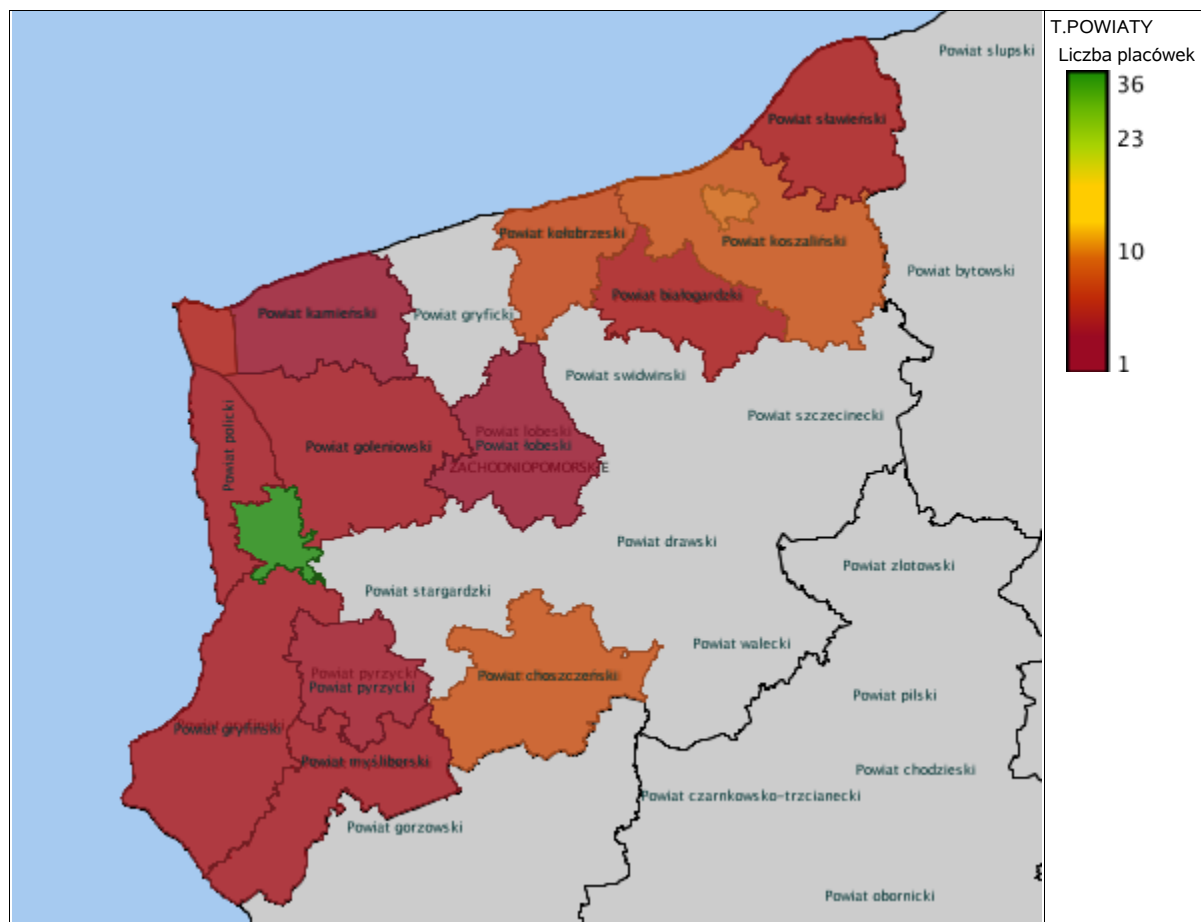 T.POWIATY
Liczba placówek
36
23
10
1
Powiat slupski
Powiat sławieński
Powiat kołobrzeski
Powiat koszaliński
Powiat bytowski
Powiat białogardzki
Powiat kamieński
Powiat gryficki
Powiat swidwinski
Powiat szczecinecki
Powiat policki
Powiat goleniowski
Powiat lobeski
Powiat łobeski
ZACHODNIOPOMORSKIE
Powiat drawski
Powiat zlotowski
Powiat stargardzki
Powiat walecki
Powiat pyrzycki
Powiat pyrzycki
Powiat choszczeński
Powiat pilski
Powiat gryfinski
Powiat gryfiński
Powiat myśliborski
Powiat chodzieski
Powiat czarnkowsko-trzcianecki
Powiat gorzowski
Powiat obornicki